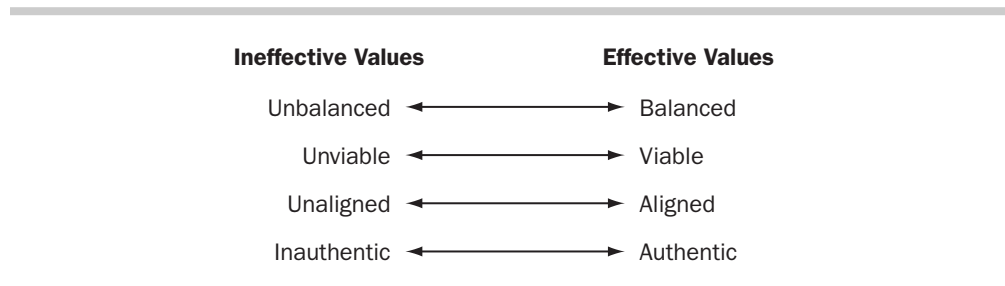 Ineffective Values Effective Values
Unbalanced Balanced
Unviable Viable
Unaligned Aligned
Inauthentic Authentic